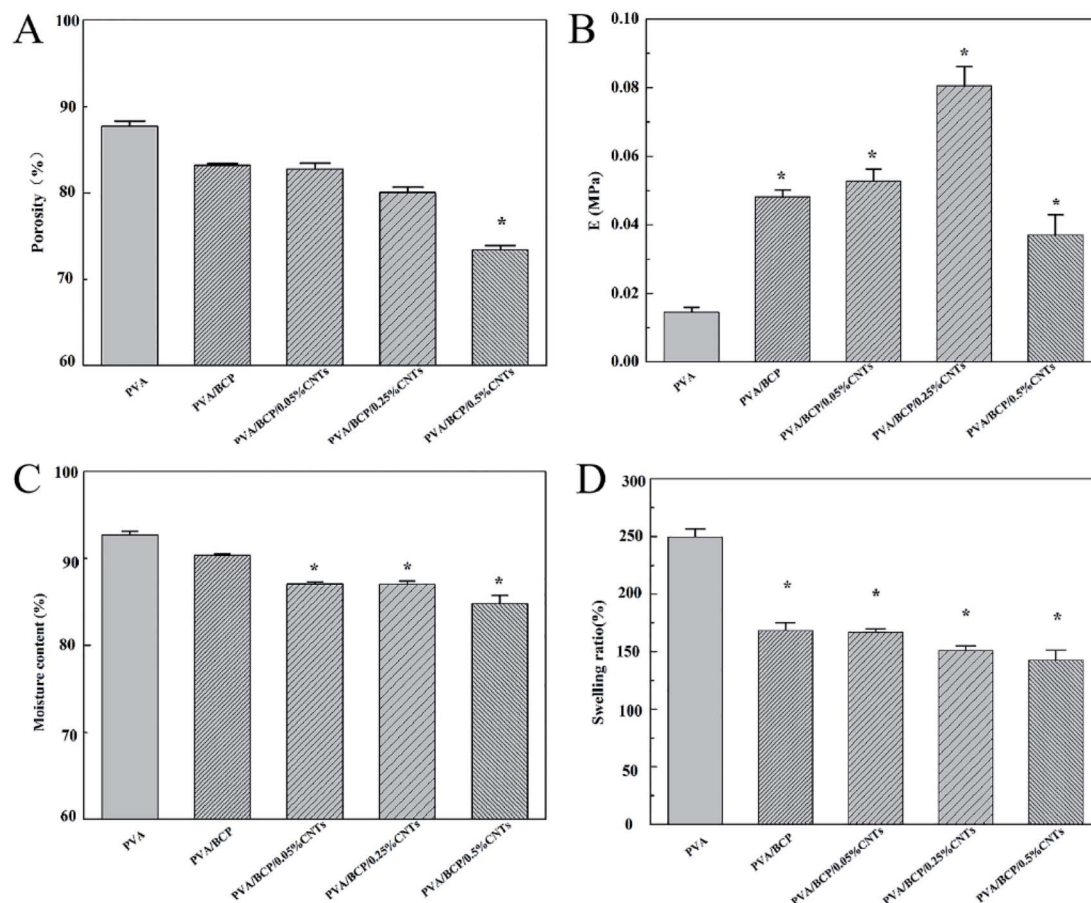 A
100
90
80
70
60
Porosity (%)
*
PVA
PVA/BCP
PVA/BCP/0.05%CNTs
PVA/BCP/0.25%CNTs
PVA/BCP/0.5%CNTs
B
0.10
0.08
0.06
0.04
0.02
0.00
E (MPa)
*
*
*
*
PVA
PVA/BCP
PVA/BCP/0.05%CNTs
PVA/BCP/0.25%CNTs
PVA/BCP/0.5%CNTs
C
100
90
80
70
60
Moisture content (%)
*
*
*
PVA
PVA/BCP
PVA/BCP/0.05%CNTs
PVA/BCP/0.25%CNTs
PVA/BCP/0.5%CNTs
D
300
250
200
150
100
50
0
Swelling ratio(%)
*
*
*
*
PVA
PVA/BCP
PVA/BCP/0.05%CNTs
PVA/BCP/0.25%CNTs
PVA/BCP/0.5%CNTs